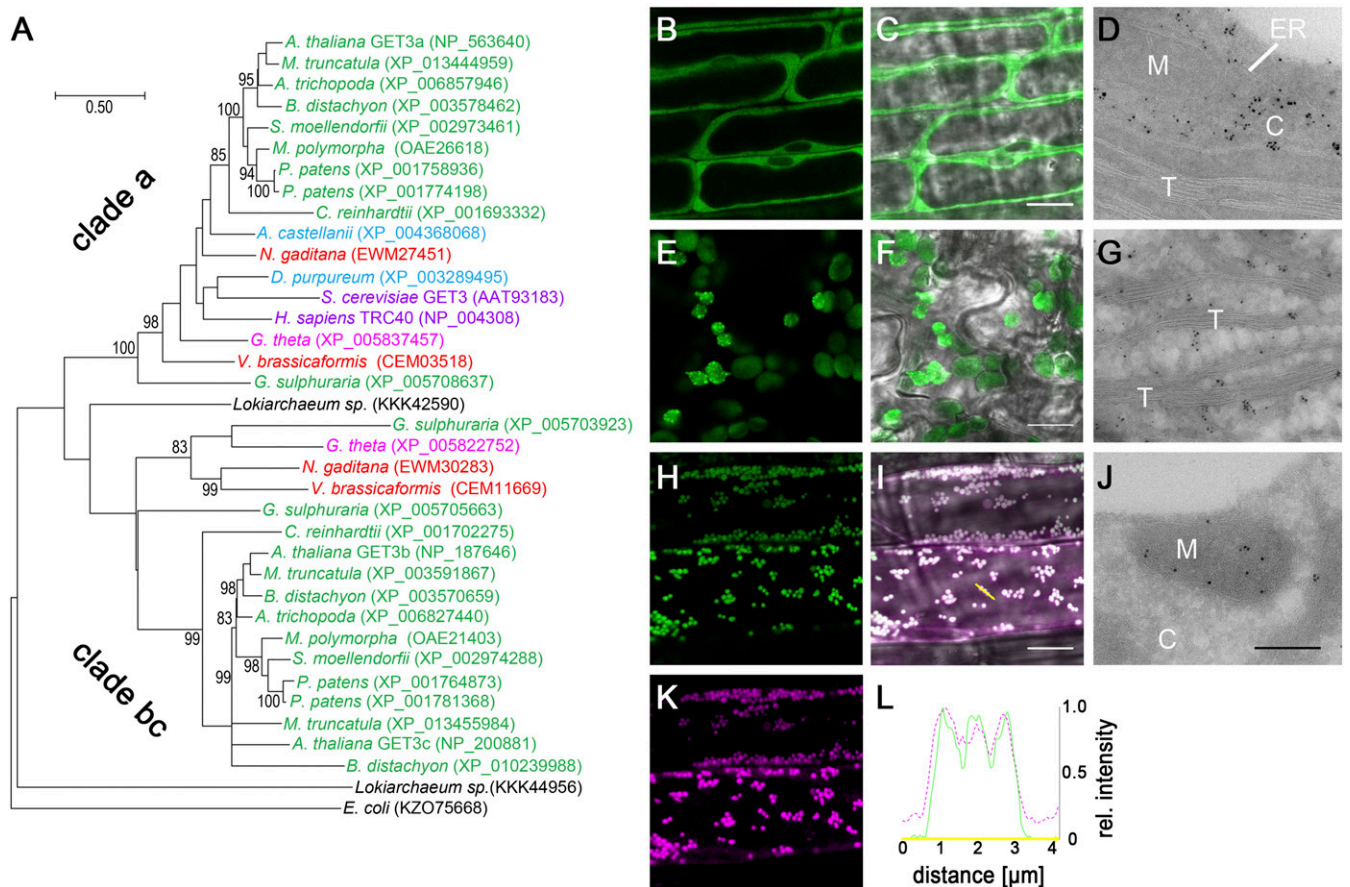 A
0.50
clade a
clade bc
A. thaliana GET3a (NP_563640)
M. truncatula (XP_013444959)
95
A. trichopoda (XP_006857946)
100
B. distachyon (XP_003578462)
S. moellendorfii (XP_002973461)
85
M. polymorpha (OAE26618)
94
P. patens (XP_001758936)
100
P. patens (XP_001774198)
C. reinhardtii (XP_001693332)
A. castellanii (XP_004368068)
N. gaditana (EWM27451)
D. purpureum (XP_003289495)
S. cerevisiae GET3 (AAT93183)
H. sapiens TRC40 (NP_004308)
98
G. theta (XP_005837457)
100
V. brassicaformis (CEM03518)
G. sulphuraria (XP_005708637)
Lokiarchaeum sp. (KKK42590)
G. sulphuraria (XP_005703923)
83
G. theta (XP_005822752)
N. gaditana (EWM30283)
99
V. brassicaformis (CEM11669)
G. sulphuraria (XP_005705663)
C. reinhardtii (XP_001702275)
A. thaliana GET3b (NP_187646)
98
M. truncatula (XP_003591867)
B. distachyon (XP_003570659)
83
A. trichopoda (XP_006827440)
99
M. polymorpha (OAE21403)
98
S. moellendorfii (XP_002974288)
99
P. patens (XP_001764873)
100
P. patens (XP_001781368)
M. truncatula (XP_013455984)
A. thaliana GET3c (NP_200881)
B. distachyon (XP_010239988)
Lokiarchaeum sp.(KKK44956)
E. coli (KZO75668)
B
C
D
ER
M
C
T
E
F
G
T
T
H
I
J
M
C
K
L
1.0
0.5
0
rel. intensity
0 1 2 3 4
distance [µm]